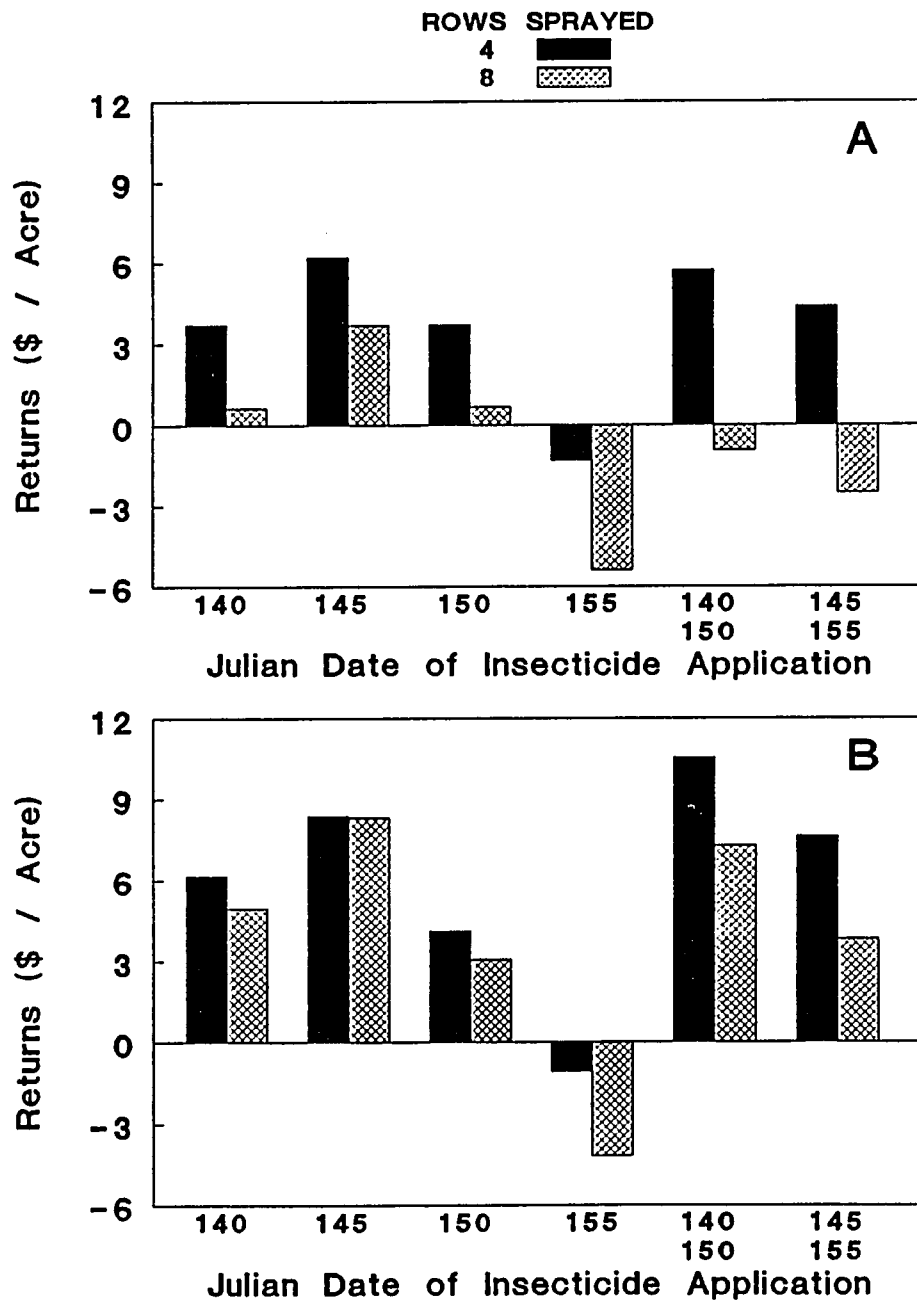 ROWS SPRAYED
4
8
A
Returns ($ / Acre)
12
9
6
3
0
-3
-6
140 145 150 155 140 145
150 155
Julian Date of Insecticide Application
B
Returns ($ / Acre)
12
9
6
3
0
-3
-6
140 145 150 155 140 145
150 155
Julian Date of Insecticide Application